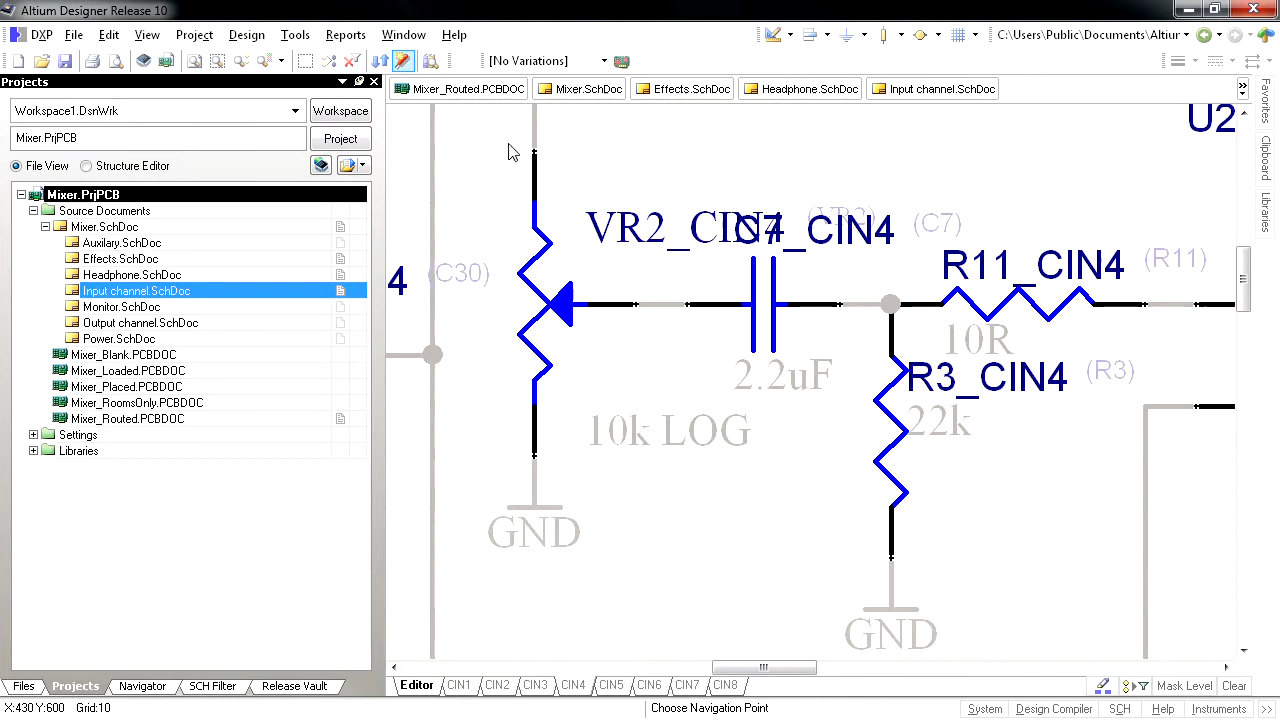 Altium Designer Release 10
DXP File Edit View Project Design Tools Reports Window Help
C:\Users\Public\Documents\Altiur
[No Variations]
Projects
Workspace1.DsnWrk
Workspace
Mixer.PrjPCB
Project
File View
Structure Editor
Mixer.PrjPCB
Source Documents
Mixer.SchDoc
Auxilary.SchDoc
Effects.SchDoc
Headphone.SchDoc
Input channel.SchDoc
Monitor.SchDoc
Output channel.SchDoc
Power.SchDoc
Mixer_Blank.PCBDOC
Mixer_Loaded.PCBDOC
Mixer_Placed.PCBDOC
Mixer_RoomsOnly.PCBDOC
Mixer_Routed.PCBDOC
Settings
Libraries
Files Projects Navigator SCH Filter Release Vault
Mixer_Routed.PCBDOC Mixer.SchDoc Effects.SchDoc Headphone.SchDoc Input channel.SchDoc
U2
VR2_CIN4 (VR2)
C7_CIN4 (C7)
4 (C30)
R11_CIN4 (R11)
10R
2.2uF
R3_CIN4 (R3)
22k
10k LOG
GND
GND
Favorites
Clipboard
Libraries
Editor CIN1 CIN2 CIN3 CIN4 CIN5 CIN6 CIN7 CIN8
Mask Level Clear
X:430 Y:600 Grid:10
Choose Navigation Point
System Design Compiler SCH Help Instruments >>